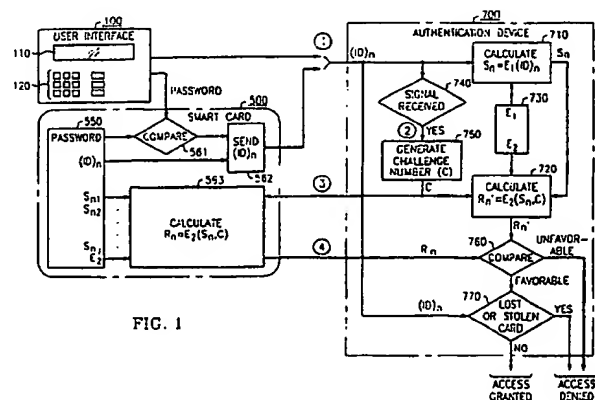 100
USER INTERFACE
110
120
PASSWORD
SMART CARD 500
550
PASSWORD
COMPARE
561
(ID)n
SEND
(ID)n
562
563
Sn1
Sn2
Snj
E2
CALCULATE
Rn=E2(Sn,C)
1
2
3
4
700
AUTHENTICATION DEVICE
710
(ID)n
CALCULATE
Sn=E1(ID)n
Sn
740
SIGNAL
RECEIVED
YES
750
GENERATE
CHALLENGE
NUMBER (C)
C
E1
730
E2
720
CALCULATE
Rn'=E2(Sn,C)
Rn'
760
UNFAVOR-
ABLE
Rn
COMPARE
FAVORABLE
770
(ID)n
LOST
OR STOLEN
CARD
YES
NO
ACCESS
GRANTED
ACCESS
DENIED
FIG. 1